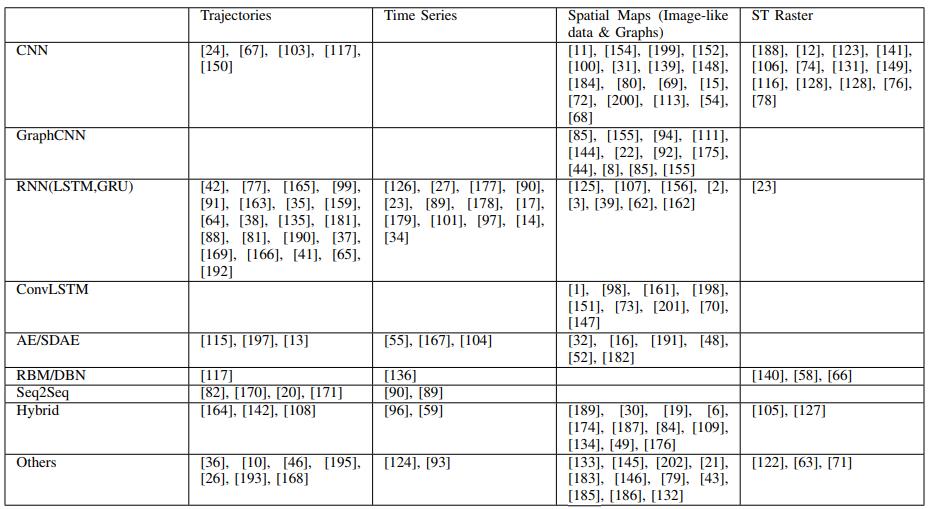 Trajectories
Time Series
Spatial Maps (Image-like
data & Graphs)
ST Raster
CNN
[24], [67], [103], [117],
[150]
[11], [154], [199], [152],
[100], [31], [139], [148],
[184], [80], [69], [15],
[72], [200], [113], [54],
[68]
[188], [12], [123], [141],
[106], [74], [131], [149],
[116], [128], [128], [76],
[78]
GraphCNN
[85], [155], [94], [111],
[144], [22], [92], [175],
[44], [8], [85], [155]
RNN(LSTM,GRU)
[42], [77], [165], [99],
[91], [163], [35], [159],
[64], [38], [135], [181],
[88], [81], [190], [37],
[169], [166], [41], [65],
[192]
[126], [27], [177], [90],
[23], [89], [178], [17],
[179], [101], [97], [14],
[34]
[125], [107], [156], [2],
[3], [39], [62], [162]
[23]
ConvLSTM
[1], [98], [161], [198],
[151], [73], [201], [70],
[147]
AE/SDAE
[115], [197], [13]
[55], [167], [104]
[32], [16], [191], [48],
[52], [182]
RBM/DBN
[117]
[136]
[140], [58], [66]
Seq2Seq
[82], [170], [20], [171]
[90], [89]
Hybrid
[164], [142], [108]
[96], [59]
[189], [30], [19], [6],
[174], [187], [84], [109],
[134], [49], [176]
[105], [127]
Others
[36], [10], [46], [195],
[26], [193], [168]
[124], [93]
[133], [145], [202], [21],
[183], [146], [79], [43],
[185], [186], [132]
[122], [63], [71]